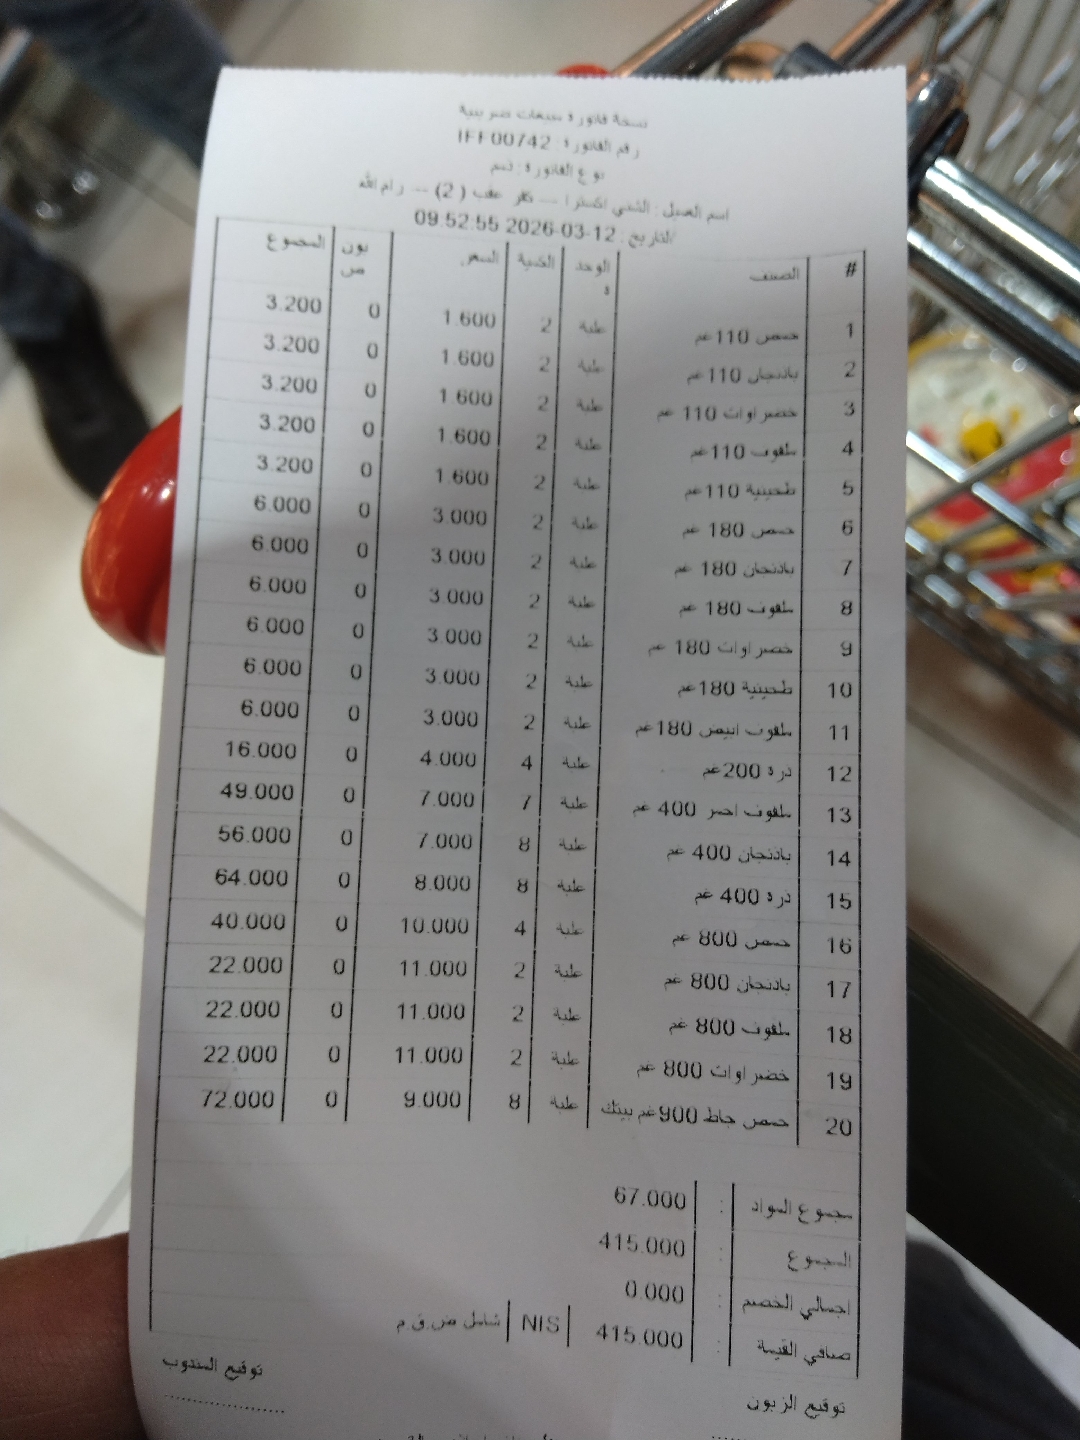 نسخة فاتورة مبيعات ضريبية
رقم الفاتورة: IFF00742
نوع الفاتورة: ذمم
اسم العميل : الشني اكسترا --- كفر عقب (2) --- رام الله
التاريخ: 2026-03-12 09:52:55
# الصنف الوحدة الكمية السعر بونص المجموع
1 حمص 110غم علبة 2 1.600 0 3.200
2 باذنجان 110غم علبة 2 1.600 0 3.200
3 خضراوات 110 غم علبة 2 1.600 0 3.200
4 ملفوف 110غم علبة 2 1.600 0 3.200
5 طحينية 110غم علبة 2 1.600 0 3.200
6 حمص 180 غم علبة 2 3.000 0 6.000
7 باذنجان 180 غم علبة 2 3.000 0 6.000
8 ملفوف 180 غم علبة 2 3.000 0 6.000
9 خضراوات 180 غم علبة 2 3.000 0 6.000
10 طحينية 180غم علبة 2 3.000 0 6.000
11 ملفوف ابيض 180غم علبة 2 3.000 0 6.000
12 ذرة 200غم علبة 4 4.000 0 16.000
13 ملفوف احمر 400 غم علبة 7 7.000 0 49.000
14 باذنجان 400 غم علبة 8 7.000 0 56.000
15 ذرة 400 غم علبة 8 8.000 0 64.000
16 حمص 800 غم علبة 4 10.000 0 40.000
17 باذنجان 800 غم علبة 2 11.000 0 22.000
18 ملفوف 800 غم علبة 2 11.000 0 22.000
19 خضراوات 800 غم علبة 2 11.000 0 22.000
20 حمص جاط 900غم بيتك علبة 8 9.000 0 72.000
مجموع المواد : 67.000
المجموع : 415.000
اجمالي الخصم : 0.000
صافي القيمة : 415.000 NIS شامل ض.ق.م
توقيع الزبون توقيع المندوب